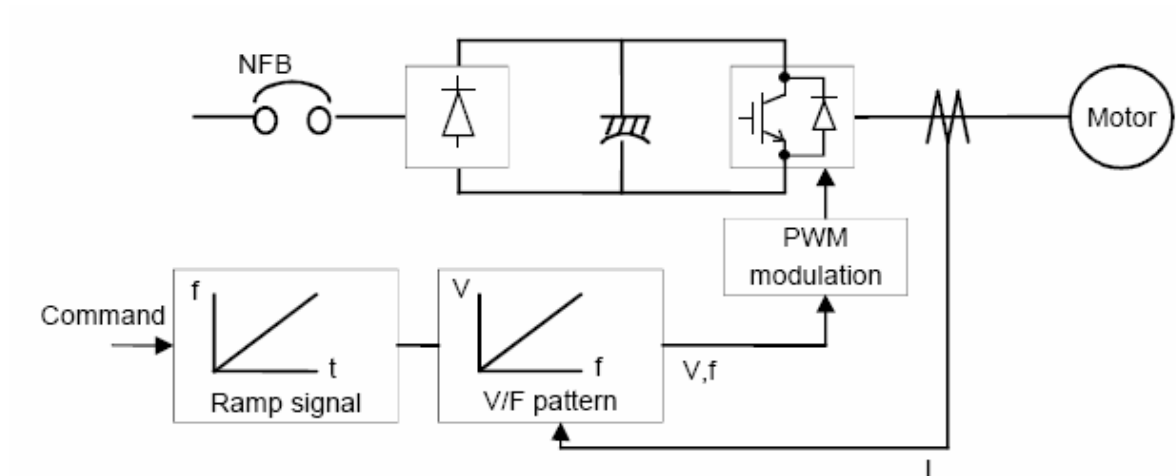 NFB
Motor
PWM
modulation
Command
f
t
Ramp signal
V
f
V/F pattern
V,f